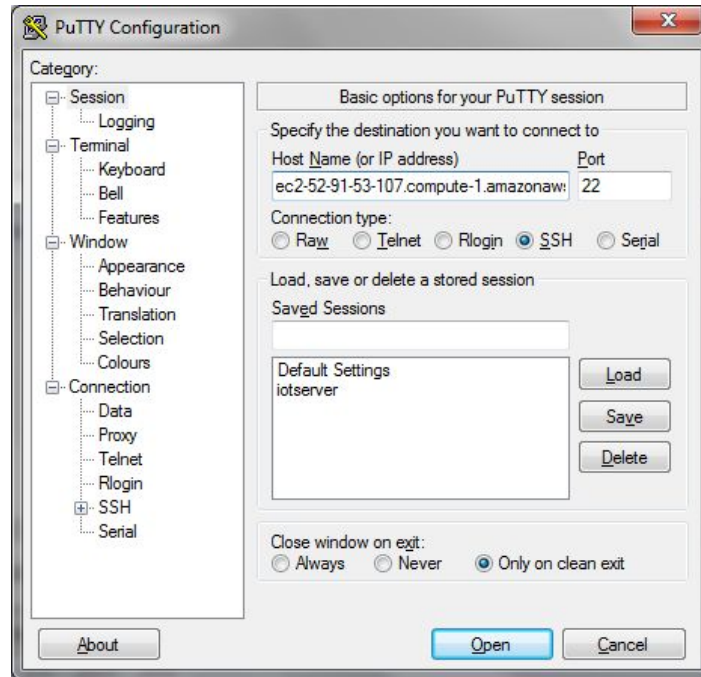 PuTTY Configuration
Category:
Session
Logging
Terminal
Keyboard
Bell
Features
Window
Appearance
Behaviour
Translation
Selection
Colours
Connection
Data
Proxy
Telnet
Rlogin
SSH
Serial
Basic options for your PuTTY session
Specify the destination you want to connect to
Host Name (or IP address) Port
ec2-52-91-53-107.compute-1.amazonaw 22
Connection type:
Raw Telnet Rlogin SSH Serial
Load, save or delete a stored session
Saved Sessions
Default Settings
iotserver
Load
Save
Delete
Close window on exit:
Always Never Only on clean exit
About Open Cancel